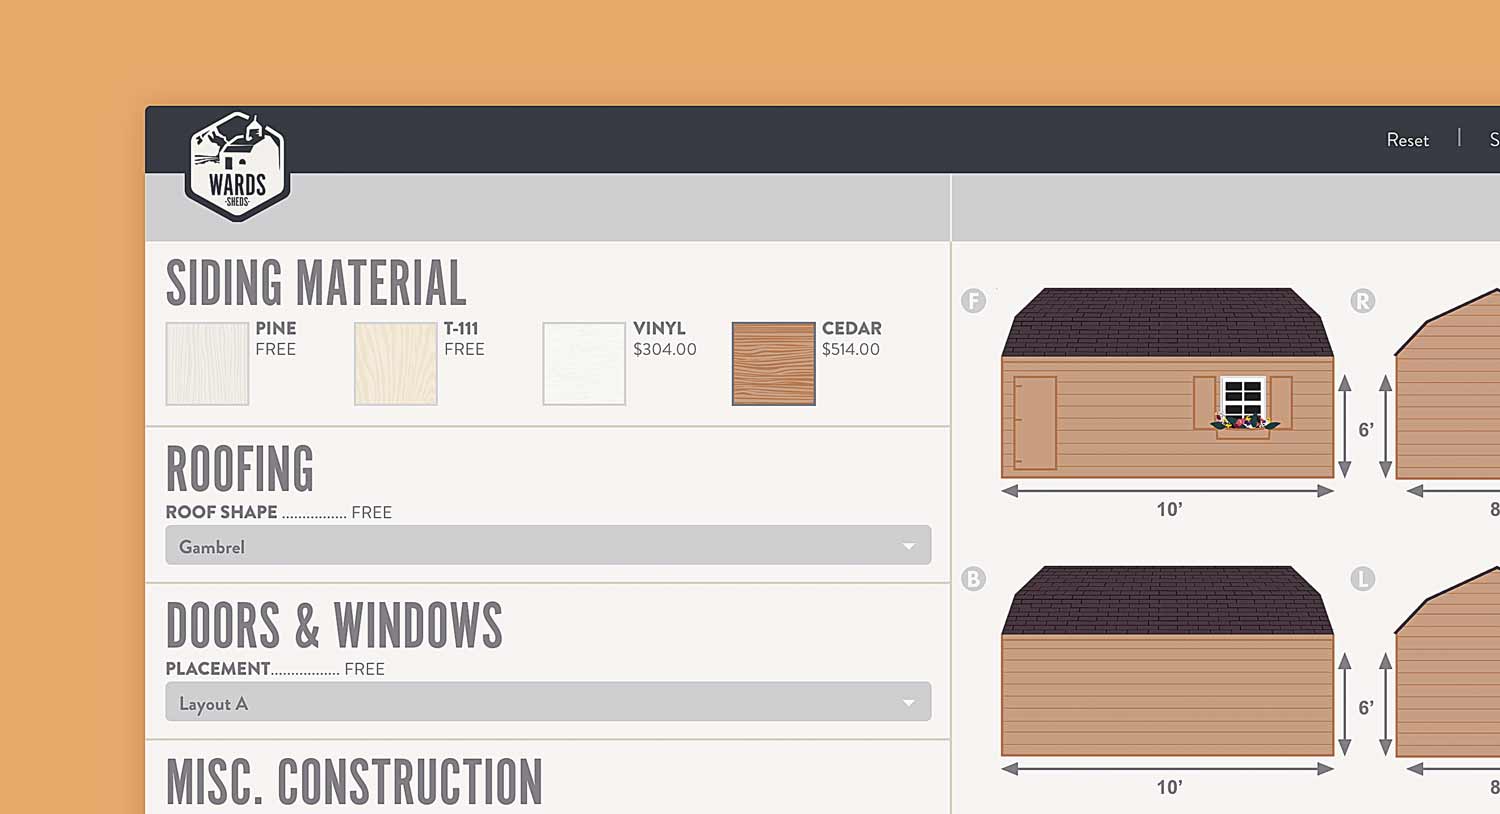 WARDS
·SHEDS·
Reset | S
SIDING MATERIAL
PINE
FREE
T-111
FREE
VINYL
$304.00
CEDAR
$514.00
ROOFING
ROOF SHAPE ................ FREE
Gambrel
DOORS & WINDOWS
PLACEMENT................. FREE
Layout A
MISC. CONSTRUCTION
F
R
6’
10’
8
B
L
6’
10’
8